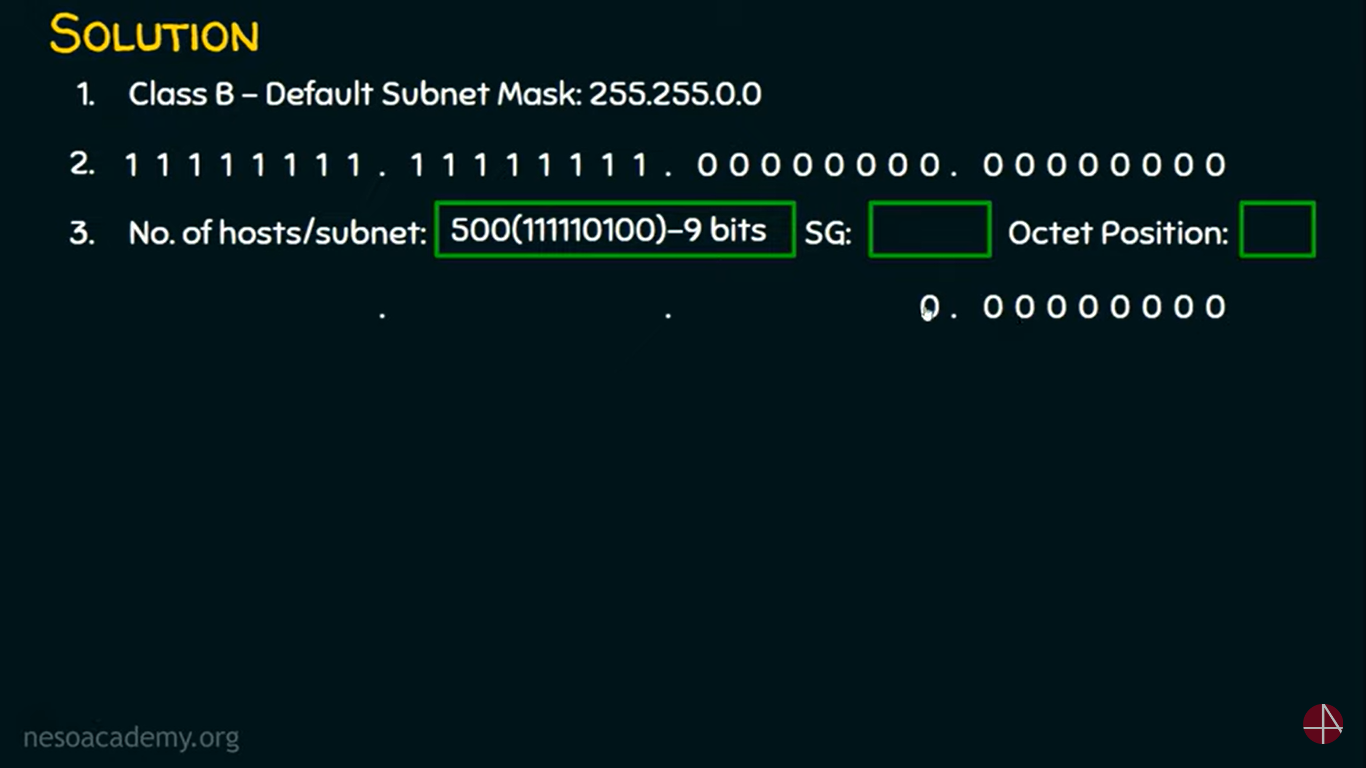 SOLUTION
1. Class B – Default Subnet Mask: 255.255.0.0
2. 1 1 1 1 1 1 1 1 . 1 1 1 1 1 1 1 1 . 0 0 0 0 0 0 0 0 . 0 0 0 0 0 0 0 0
3. No. of hosts/subnet: 500(111110100)–9 bits SG: Octet Position:
. . 0 . 0 0 0 0 0 0 0 0
nesoacademy.org